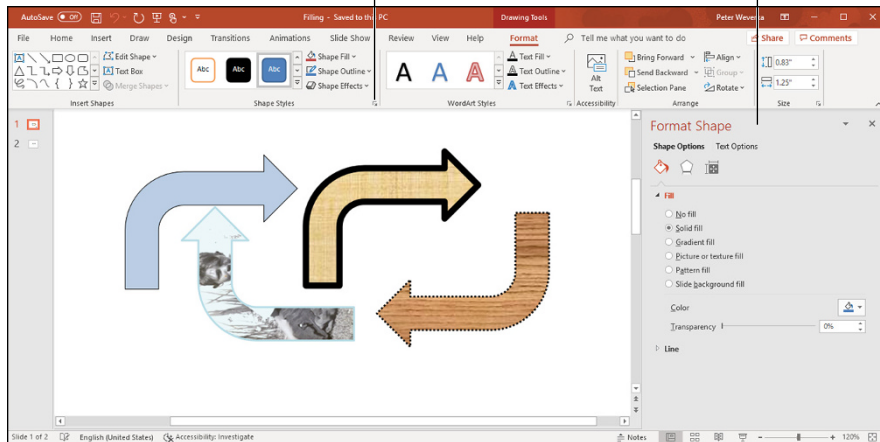 AutoSave On Filling - Saved to this PC Drawing Tools Peter Weverka
File Home Insert Draw Design Transitions Animations Slide Show Review View Help Format Tell me what you want to do Share Comments
Edit Shape
Text Box
Merge Shapes
Insert Shapes
Abc Abc Abc
Shape Fill
Shape Outline
Shape Effects
Shape Styles
A A A
Text Fill
Text Outline
Text Effects
WordArt Styles
Alt
Text
Accessibility
Bring Forward Align
Send Backward Group
Selection Pane Rotate
Arrange
0.83"
1.25"
Size
1
2
Format Shape
Shape Options Text Options
Fill
No fill
Solid fill
Gradient fill
Picture or texture fill
Pattern fill
Slide background fill
Color
Transparency 0%
Line
Slide 1 of 2 English (United States) Accessibility: Investigate Notes 120%